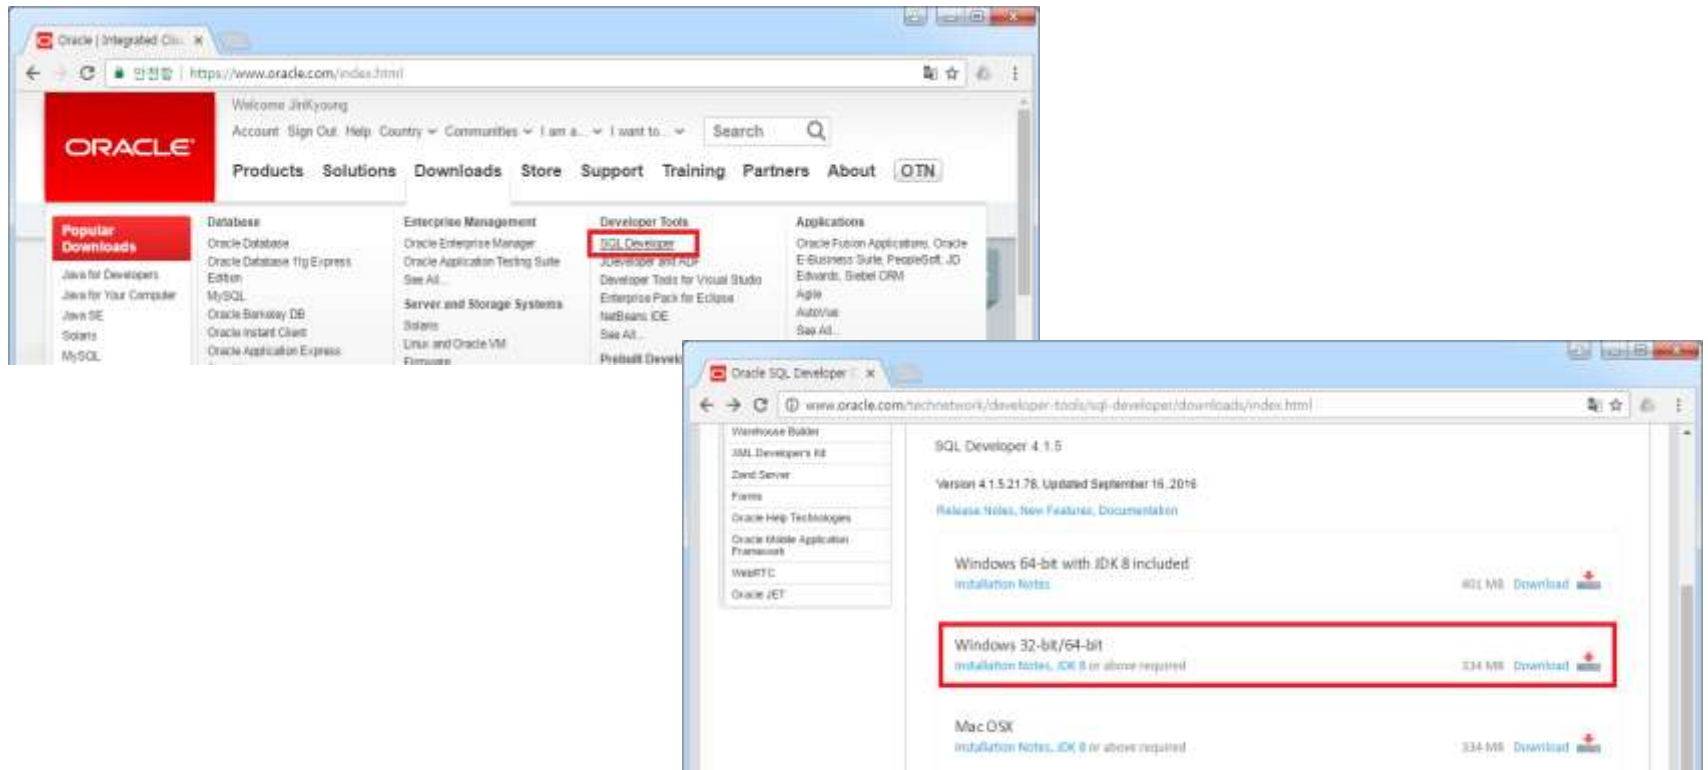 Oracle | Integrated Clo
안전함 | https://www.oracle.com/index.html
Welcome JinKyoung
Account Sign Out Help Country Communities I am a... I want to... Search
ORACLE
Products Solutions Downloads Store Support Training Partners About OTN
Popular Downloads
Java for Developers
Java for Your Computer
Java SE
Solaris
MySQL
Database
Oracle Database
Oracle Database 11g Express
Edition
MySQL
Oracle Berkeley DB
Oracle Instant Client
Oracle Application Express
Enterprise Management
Oracle Enterprise Manager
Oracle Application Testing Suite
See All...
Server and Storage Systems
Solaris
Linux and Oracle VM
Firmware
Developer Tools
SQL Developer
JDeveloper and ADF
Developer Tools for Visual Studio
Enterprise Pack for Eclipse
NetBeans IDE
See All...
Prebuilt Develo
Applications
Oracle Fusion Applications, Oracle
E-Business Suite, PeopleSoft, JD
Edwards, Siebel CRM
Agile
AutoVue
See All...
Oracle SQL Developer
www.oracle.com/technetwork/developer-tools/sql-developer/downloads/index.html
Warehouse Builder
XML Developer's Kit
Zend Server
Forms
Oracle Help Technologies
Oracle Mobile Application
Framework
WebRTC
Oracle JET
SQL Developer 4.1.5
Version 4.1.5.21.78, Updated September 16, 2016
Release Notes, New Features, Documentation
Windows 64-bit with JDK 8 included
Installation Notes 401 MB Download
Windows 32-bit/64-bit
Installation Notes, JDK 8 or above required 334 MB Download
Mac OSX
Installation Notes, JDK 8 or above required 334 MB Download